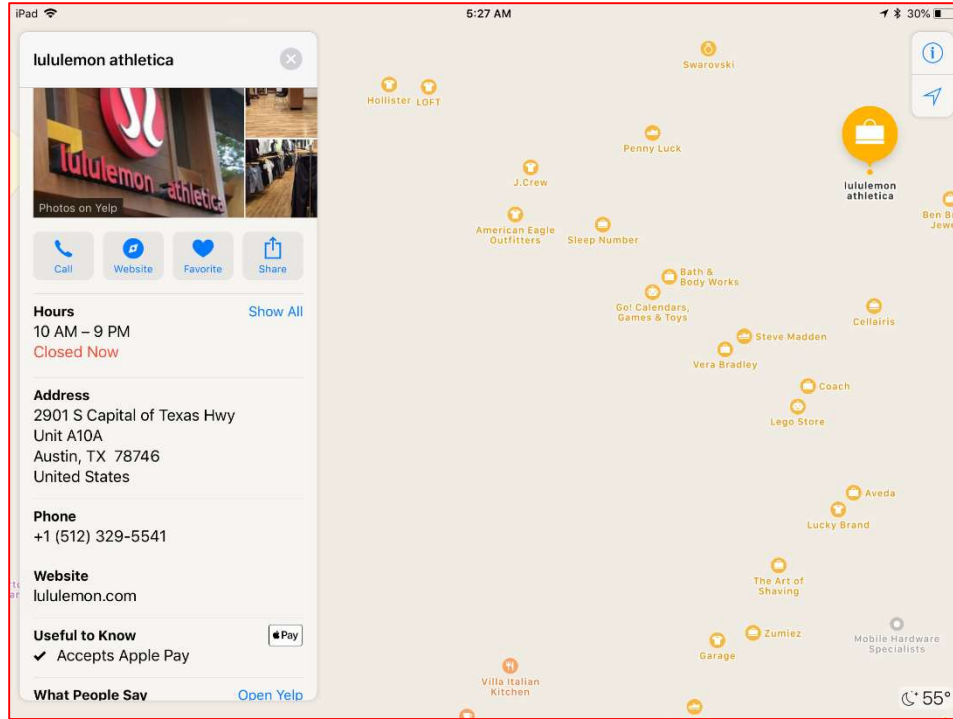 iPad
5:27 AM
30%
lululemon athletica
lululemon athletica
Photos on Yelp
Call
Website
Favorite
Share
Hours
Show All
10 AM – 9 PM
Closed Now
Address
2901 S Capital of Texas Hwy
Unit A10A
Austin, TX 78746
United States
Phone
+1 (512) 329-5541
Website
lululemon.com
Useful to Know
Pay
✓ Accepts Apple Pay
What People Say
Open Yelp
Swarovski
Hollister
LOFT
Penny Luck
J.Crew
lululemon
athletica
American Eagle
Outfitters
Sleep Number
Bath &
Body Works
Go! Calendars,
Games & Toys
Cellairis
Steve Madden
Vera Bradley
Coach
Lego Store
Aveda
Lucky Brand
The Art of
Shaving
Zumiez
Garage
Mobile Hardware
Specialists
Villa Italian
Kitchen
55°